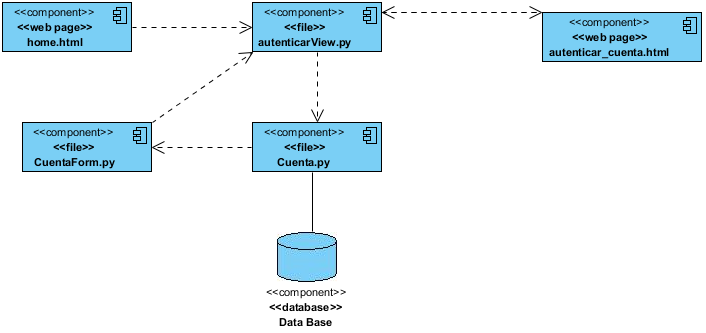 <<component>>
<<web page>>
home.html
<<component>>
<<file>>
autenticarView.py
<<component>>
<<web page>>
autenticar_cuenta.html
<<component>>
<<file>>
CuentaForm.py
<<component>>
<<file>>
Cuenta.py
<<component>>
<<database>>
Data Base